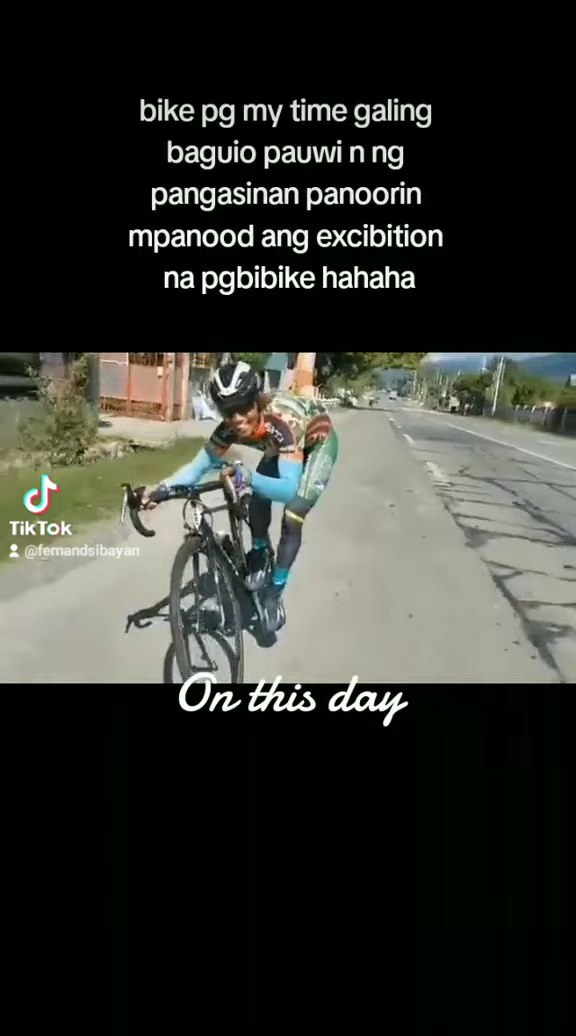 bike pg my time galing
baguio pauwi n ng
pangasinan panoorin
mpanood ang excibition
na pgbibike hahaha
TikTok
@fernandsibayan
On this day